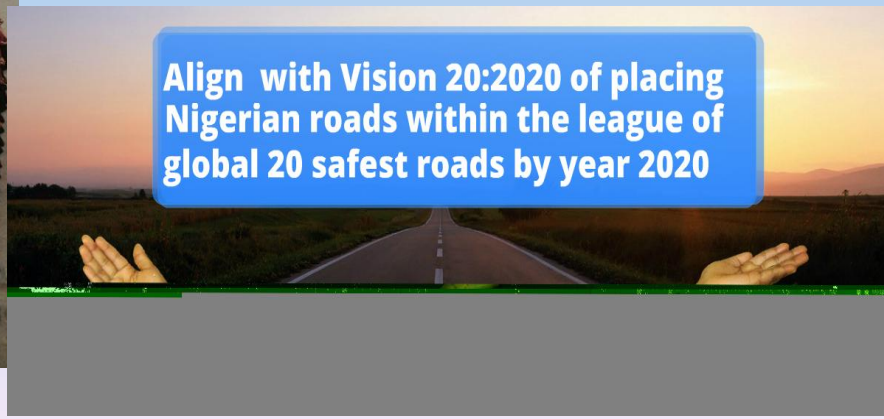 Align with Vision 20:2020 of placing
Nigerian roads within the league of
global 20 safest roads by year 2020